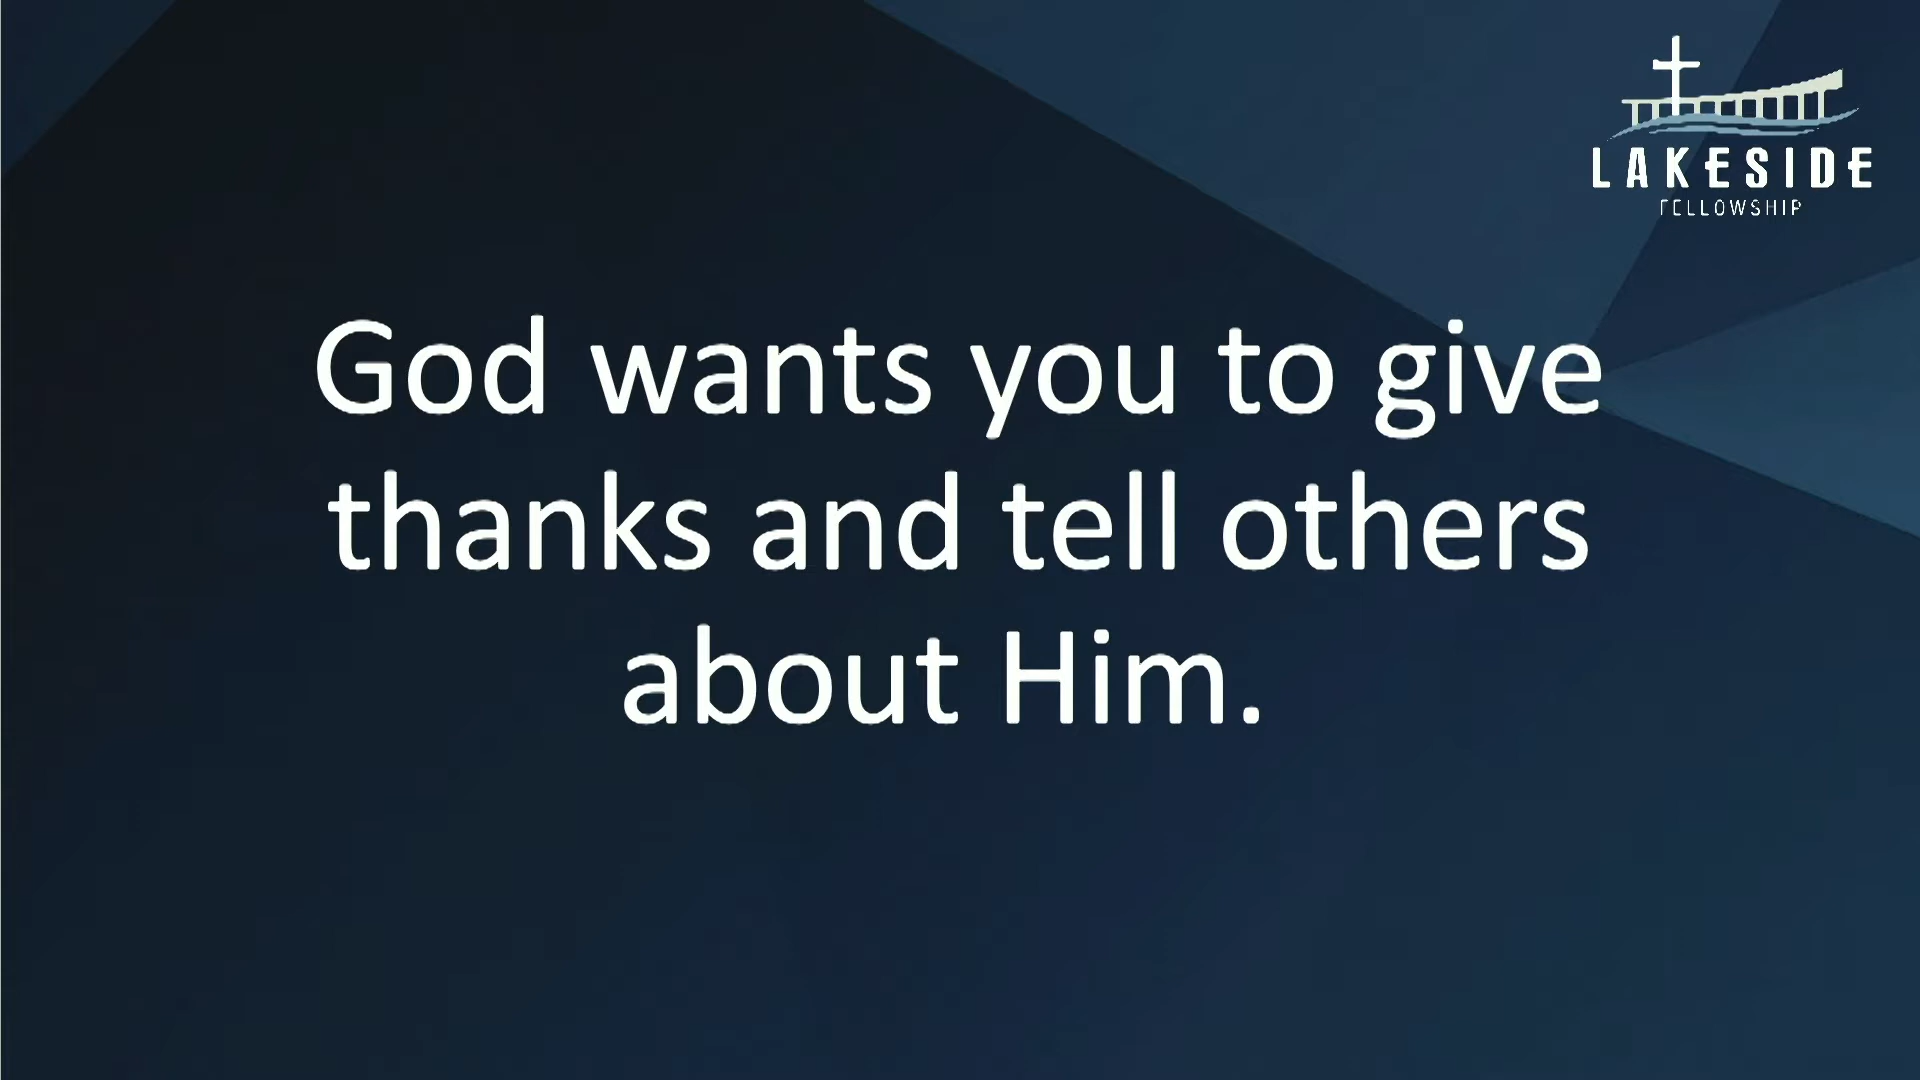 LAKESIDE
FELLOWSHIP
God wants you to give
thanks and tell others
about Him.